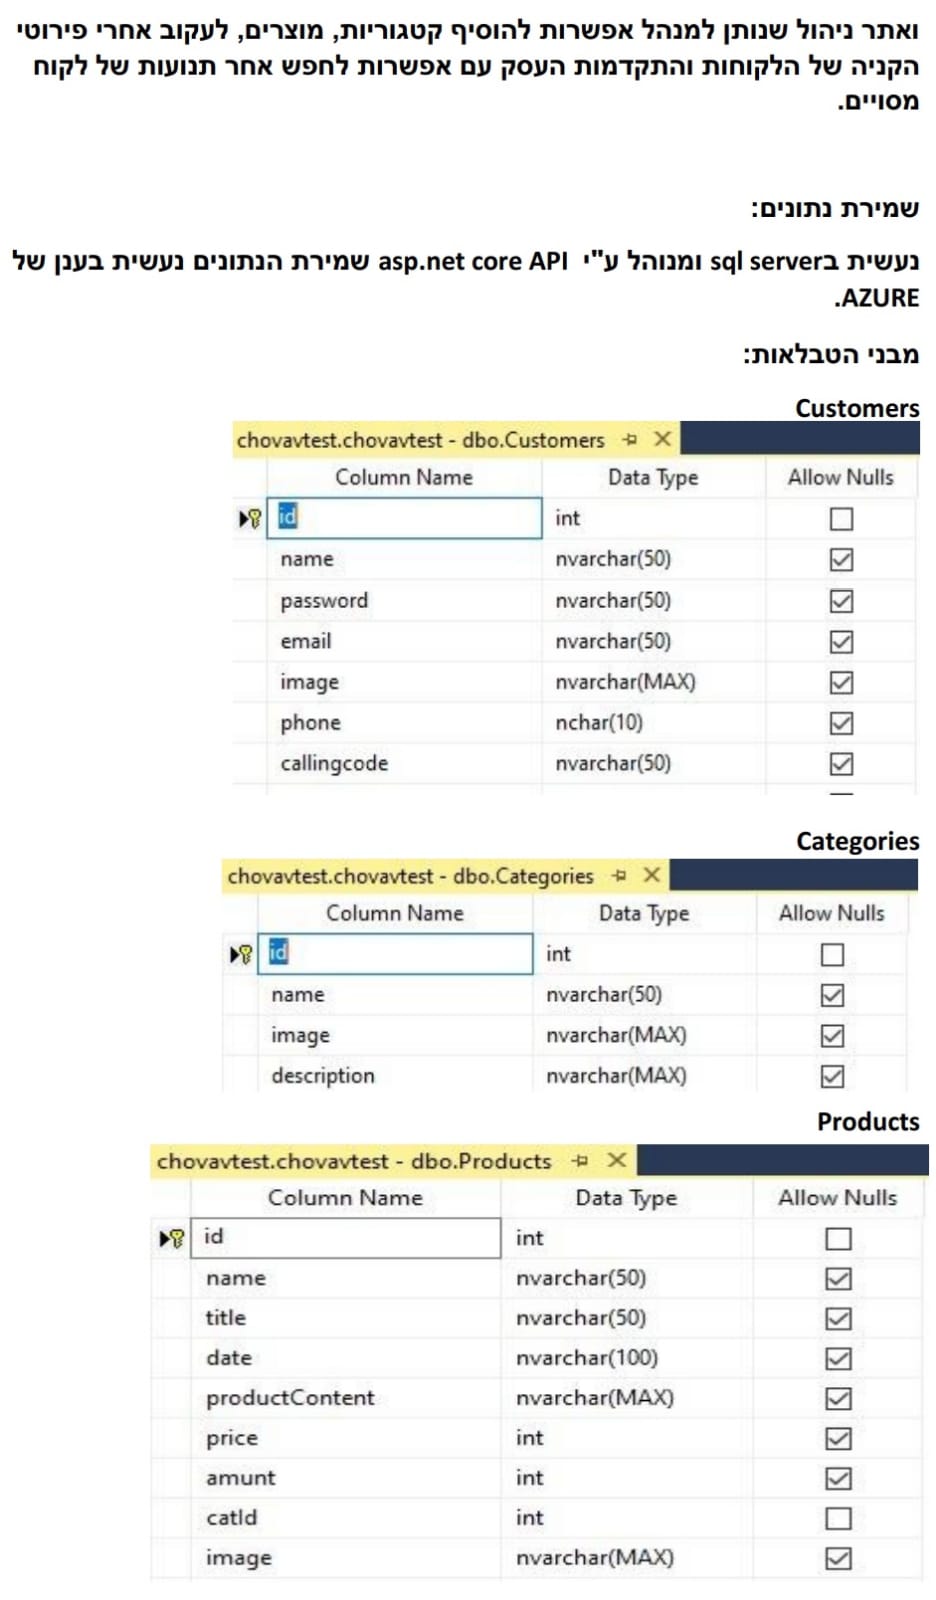 ואתר ניהול שנותן למנהל אפשרות להוסיף קטגוריות, מוצרים, לעקוב אחרי פירוטי
הקניה של הלקוחות והתקדמות העסק עם אפשרות לחפש אחר תנועות של לקוח
מסויים.
שמירת נתונים:
נעשית בsql server ומנוהל ע"י asp.net core API שמירת הנתונים נעשית בענן של
AZURE.
מבני הטבלאות:
Customers
chovavtest.chovavtest - dbo.Customers
Column Name Data Type Allow Nulls
id int
name nvarchar(50)
password nvarchar(50)
email nvarchar(50)
image nvarchar(MAX)
phone nchar(10)
callingcode nvarchar(50)
Categories
chovavtest.chovavtest - dbo.Categories
Column Name Data Type Allow Nulls
id int
name nvarchar(50)
image nvarchar(MAX)
description nvarchar(MAX)
Products
chovavtest.chovavtest - dbo.Products
Column Name Data Type Allow Nulls
id int
name nvarchar(50)
title nvarchar(50)
date nvarchar(100)
productContent nvarchar(MAX)
price int
amunt int
catId int
image nvarchar(MAX)